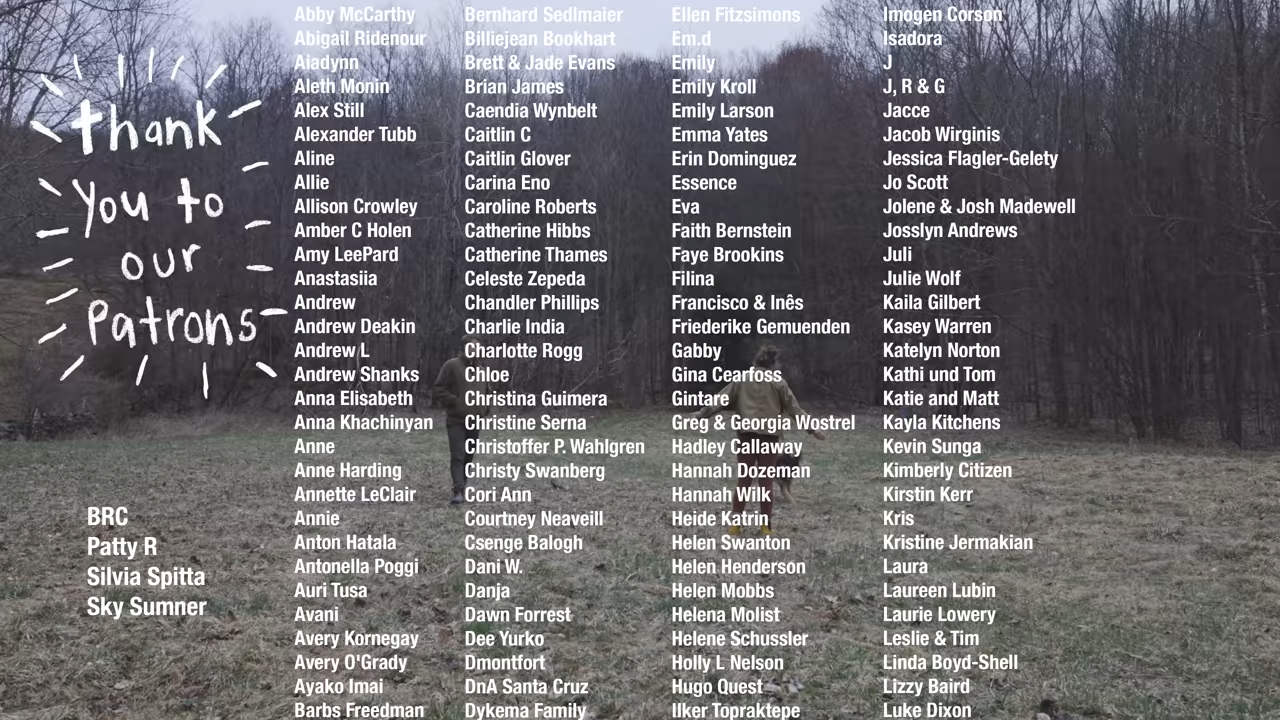 Thank
you to
our
Patrons
BRC
Patty R
Silvia Spitta
Sky Sumner
Abby McCarthy
Abigail Ridenour
Aiadynn
Aleth Monin
Alex Still
Alexander Tubb
Aline
Allie
Allison Crowley
Amber C Holen
Amy LeePard
Anastasiia
Andrew
Andrew Deakin
Andrew L
Andrew Shanks
Anna Elisabeth
Anna Khachinyan
Anne
Anne Harding
Annette LeClair
Annie
Anton Hatala
Antonella Poggi
Auri Tusa
Avani
Avery Kornegay
Avery O'Grady
Ayako Imai
Barbs Freedman
Bernhard Sedlmaier
Billiejean Bookhart
Brett & Jade Evans
Brian James
Caendia Wynbelt
Caitlin C
Caitlin Glover
Carina Eno
Caroline Roberts
Catherine Hibbs
Catherine Thames
Celeste Zepeda
Chandler Phillips
Charlie India
Charlotte Rogg
Chloe
Christina Guimera
Christine Serna
Christoffer P. Wahlgren
Christy Swanberg
Cori Ann
Courtney Neaveill
Csenge Balogh
Dani W.
Danja
Dawn Forrest
Dee Yurko
Dmontfort
DnA Santa Cruz
Dykema Family
Ellen Fitzsimons
Em.d
Emily
Emily Kroll
Emily Larson
Emma Yates
Erin Dominguez
Essence
Eva
Faith Bernstein
Faye Brookins
Filina
Francisco & Inês
Friederike Gemuenden
Gabby
Gina Cearfoss
Gintare
Greg & Georgia Wostrel
Hadley Callaway
Hannah Dozeman
Hannah Wilk
Heide Katrin
Helen Swanton
Helen Henderson
Helen Mobbs
Helena Molist
Helene Schussler
Holly L Nelson
Hugo Quest
Ilker Topraktepe
Imogen Corson
Isadora
J
J, R & G
Jacce
Jacob Wirginis
Jessica Flagler-Gelety
Jo Scott
Jolene & Josh Madewell
Josslyn Andrews
Juli
Julie Wolf
Kaila Gilbert
Kasey Warren
Katelyn Norton
Kathi und Tom
Katie and Matt
Kayla Kitchens
Kevin Sunga
Kimberly Citizen
Kirstin Kerr
Kris
Kristine Jermakian
Laura
Laureen Lubin
Laurie Lowery
Leslie & Tim
Linda Boyd-Shell
Lizzy Baird
Luke Dixon